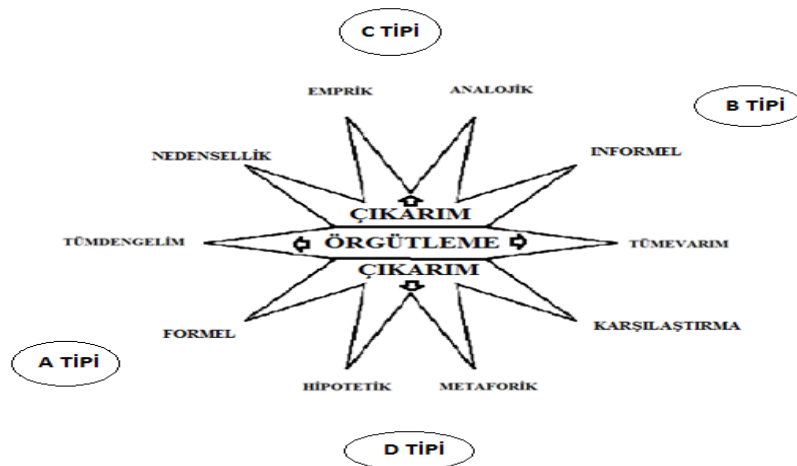 C TİPİ
EMPRİK
ANALOJİK
B TİPİ
NEDENSELLİK
INFORMEL
ÇIKARIM
TÜMDENGELİM
ÖRGÜTLEME
TÜMEVARIM
ÇIKARIM
FORMEL
KARŞILAŞTIRMA
A TİPİ
HİPOTETİK
METAFORİK
D TİPİ